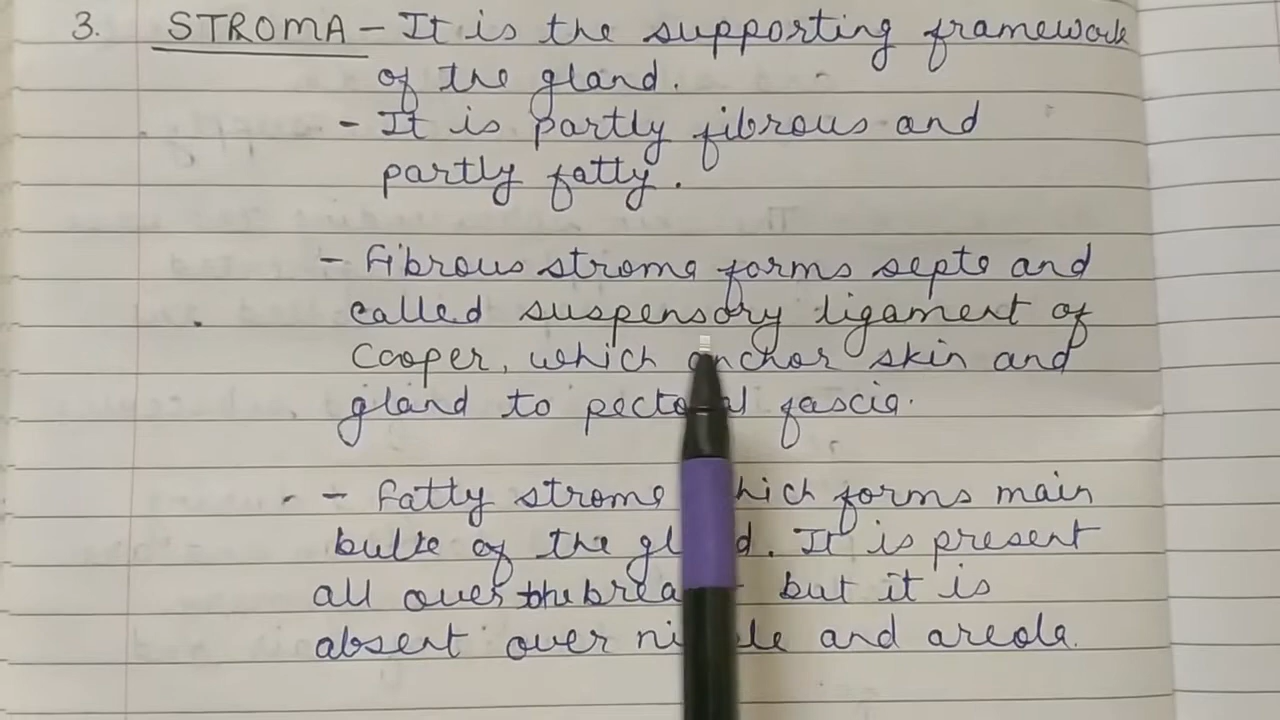 3. STROMA - It is the supporting framework
of the gland.
- It is partly fibrous and
partly fatty.
- Fibrous stroma forms septa and
called suspensory ligament of
Cooper, which anchor skin and
gland to pectoral fascia.
- Fatty stroma which forms main
bulk of the gland. It is present
all over the breast but it is
absent over nipple and areola.